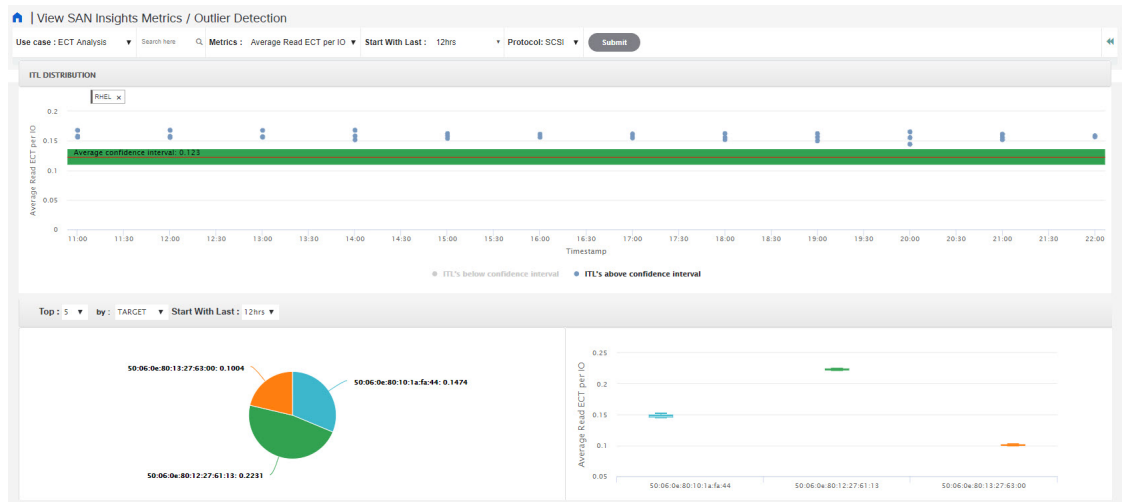 View SAN Insights Metrics / Outlier Detection
Use case : ECT Analysis Search here Metrics : Average Read ECT per IO Start With Last : 12hrs Protocol: SCSI Submit
ITL DISTRIBUTION
RHEL x
Average Read ECT per IO
0.2
0.15
0.1
0.05
0
Average confidence interval: 0.123
11:00 11:30 12:00 12:30 13:00 13:30 14:00 14:30 15:00 15:30 16:00 16:30 17:00 17:30 18:00 18:30 19:00 19:30 20:00 20:30 21:00 21:30 22:00
Timestamp
ITL's below confidence interval ITL's above confidence interval
Top : 5 by : TARGET Start With Last : 12hrs
50:06:0e:80:13:27:63:00: 0.1004
50:06:0e:80:10:1a:fa:44: 0.1474
50:06:0e:80:12:27:61:13: 0.2231
Average Read ECT per IO
0.25
0.2
0.15
0.1
0.05
50:06:0e:80:10:1a:fa:44 50:06:0e:80:12:27:61:13 50:06:0e:80:13:27:63:00